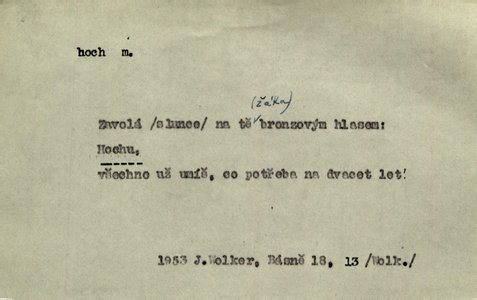 hoch m.
(žáka)
Zavolá /slunce/ na tě bronzovým hlasem:
Hochu,
všechno už umíš, co potřeba na dvacet let!
1953 J.Wolker, Básně 18, 13 /Wolk./